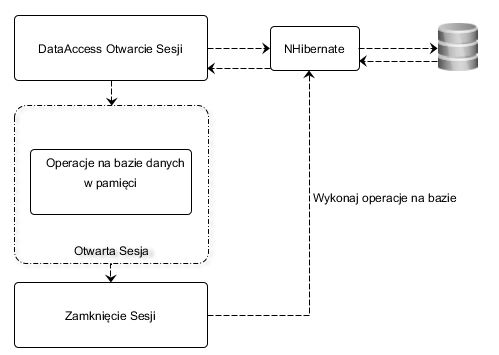 DataAccess Otwarcie Sesji
NHibernate
Operacje na bazie danych
w pamięci
Wykonaj operacje na bazie
Otwarta Sesja
Zamknięcie Sesji